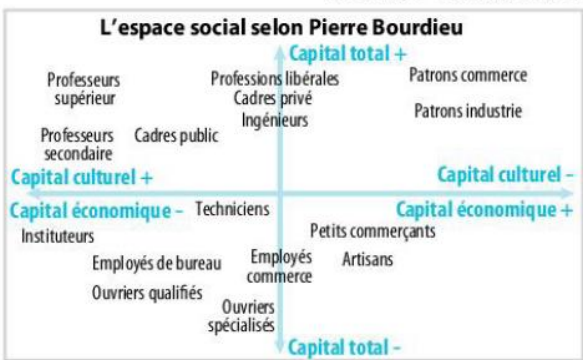 L'espace social selon Pierre Bourdieu
Capital total +
Professeurs
supérieur
Professions libérales
Cadres privé
Ingénieurs
Patrons commerce
Patrons industrie
Professeurs
secondaire
Cadres public
Capital culturel +
Capital culturel –
Capital économique –
Techniciens
Capital économique +
Instituteurs
Petits commerçants
Employés de bureau
Employés
commerce
Artisans
Ouvriers qualifiés
Ouvriers
spécialisés
Capital total –